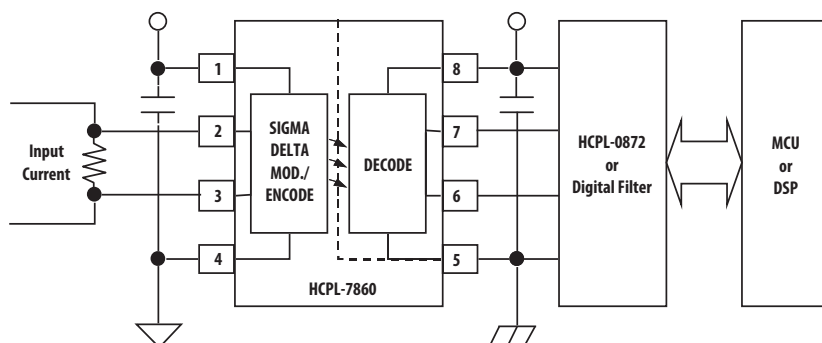 1
8
2
7
3
6
4
5
Input
Current
SIGMA
DELTA
MOD./
ENCODE
DECODE
HCPL-7860
HCPL-0872
or
Digital Filter
MCU
or
DSP